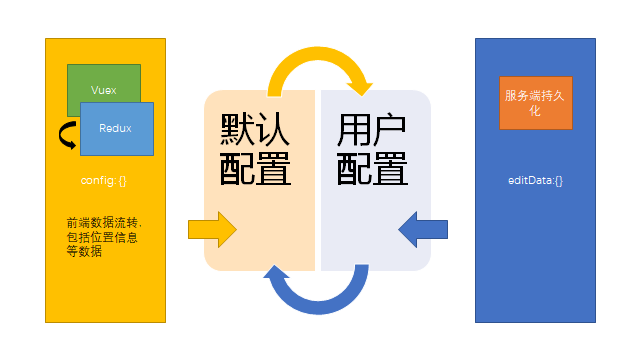 Vuex
Redux
config: {}
前端数据流转,
包括位置信息
等数据
默认
配置
用户
配置
服务端持久
化
editData:{}